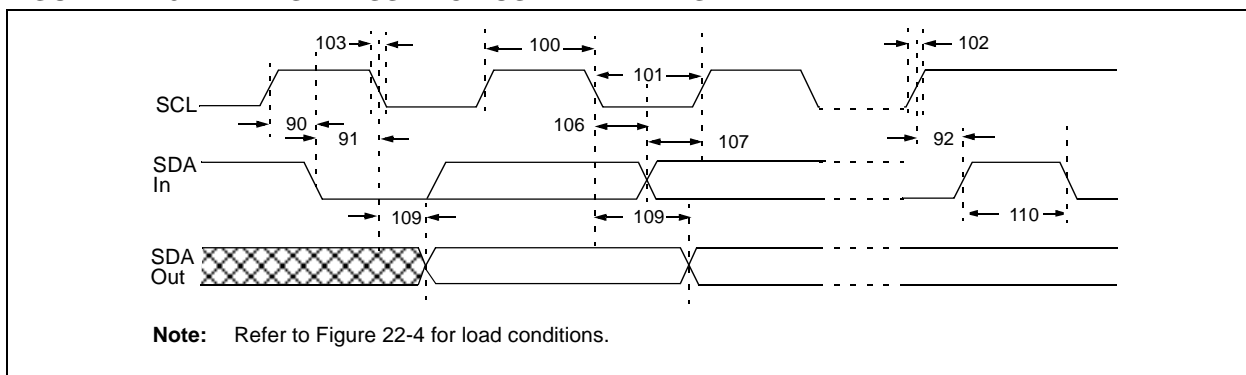 103
100
102
101
SCL
90
91
106
107
92
SDA
In
109
109
110
SDA
Out
Note: Refer to Figure 22-4 for load conditions.